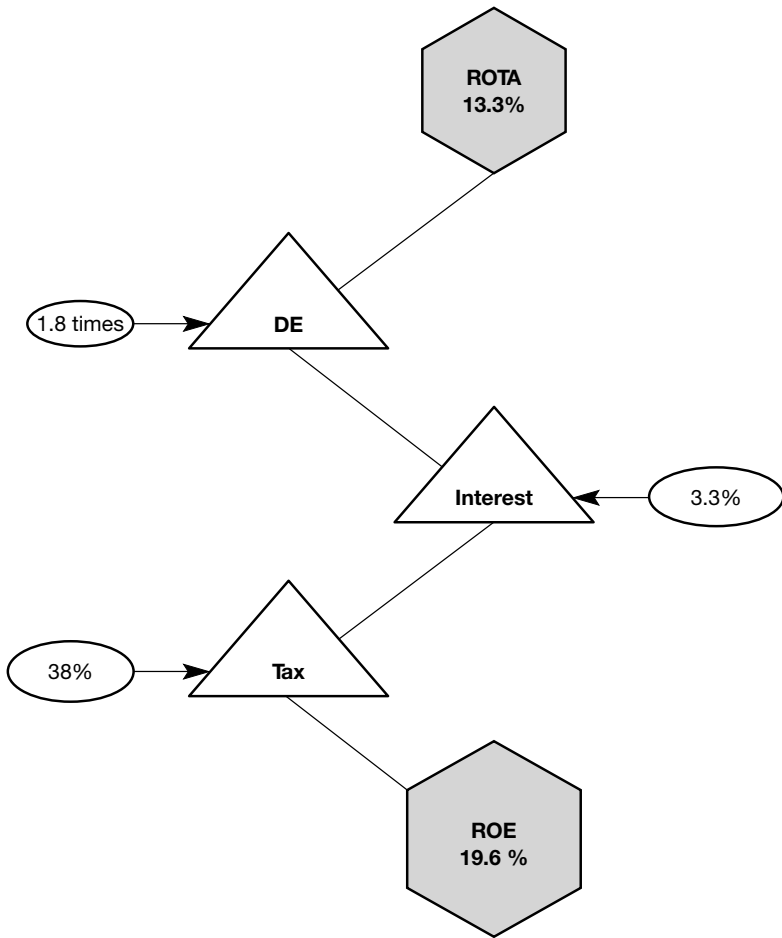 ROTA
13.3%
1.8 times
DE
Interest
3.3%
38%
Tax
ROE
19.6 %